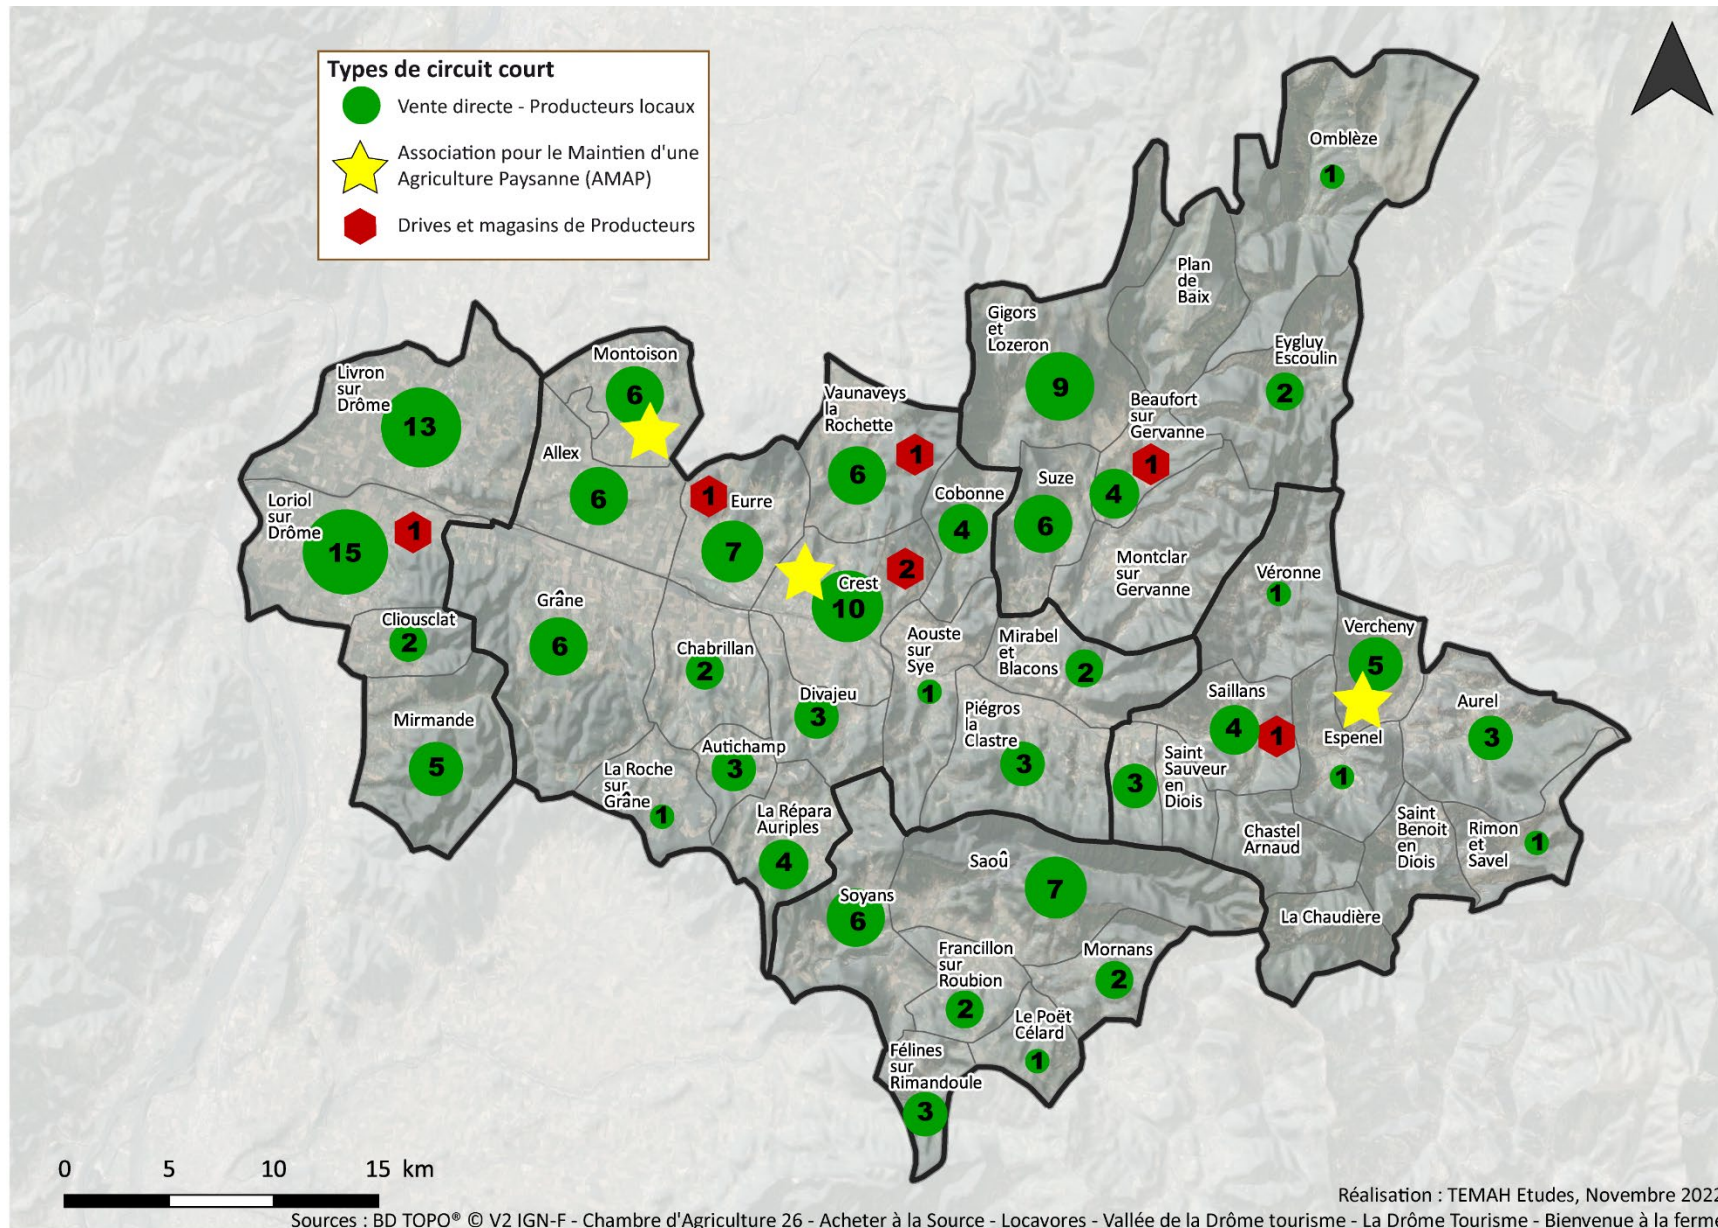 Types de circuit court
Vente directe - Producteurs locaux
Association pour le Maintien d'une
Agriculture Paysanne (AMAP)
Drives et magasins de Producteurs
Omblèze
1
Plan
de
Baix
Gigors
et
Lozeron
9
Eygluy
Escoulin
2
Montoison
6
Livron
sur
Drôme
13
Vaunaveys
la
Rochette
6
1
Beaufort
sur
Gervanne
1
4
Allex
6
Suze
6
Cobonne
4
1
Eurre
7
Loriol
sur
Drôme
15
1
Crest
10
2
Montclar
sur
Gervanne
Véronne
1
Grâne
6
Cliousclat
2
Chabrillan
2
Aouste
sur
Sye
1
Mirabel
et
Blacons
2
Vercheny
5
Mirmande
5
Divajeu
3
Piégros
la
Clastre
3
Saillans
4
1
Aurel
3
Espenel
1
Autichamp
3
Saint
Sauveur
en
Diois
3
La Roche
sur
Grâne
1
La Répara
Auriples
4
Chastel
Arnaud
Saint
Benoit
en
Diois
Rimon
et
Savel
1
Saoû
7
Soyans
6
La Chaudière
Francillon
sur
Roubion
2
Mornans
2
Le Poët
Célard
1
Félines
sur
Rimandoule
3
0 5 10 15 km
Réalisation : TEMAH Etudes, Novembre 2022
Sources : BD TOPO® © V2 IGN-F - Chambre d'Agriculture 26 - Acheter à la Source - Locavores - Vallée de la Drôme tourisme - La Drôme Tourisme - Bienvenue à la ferme